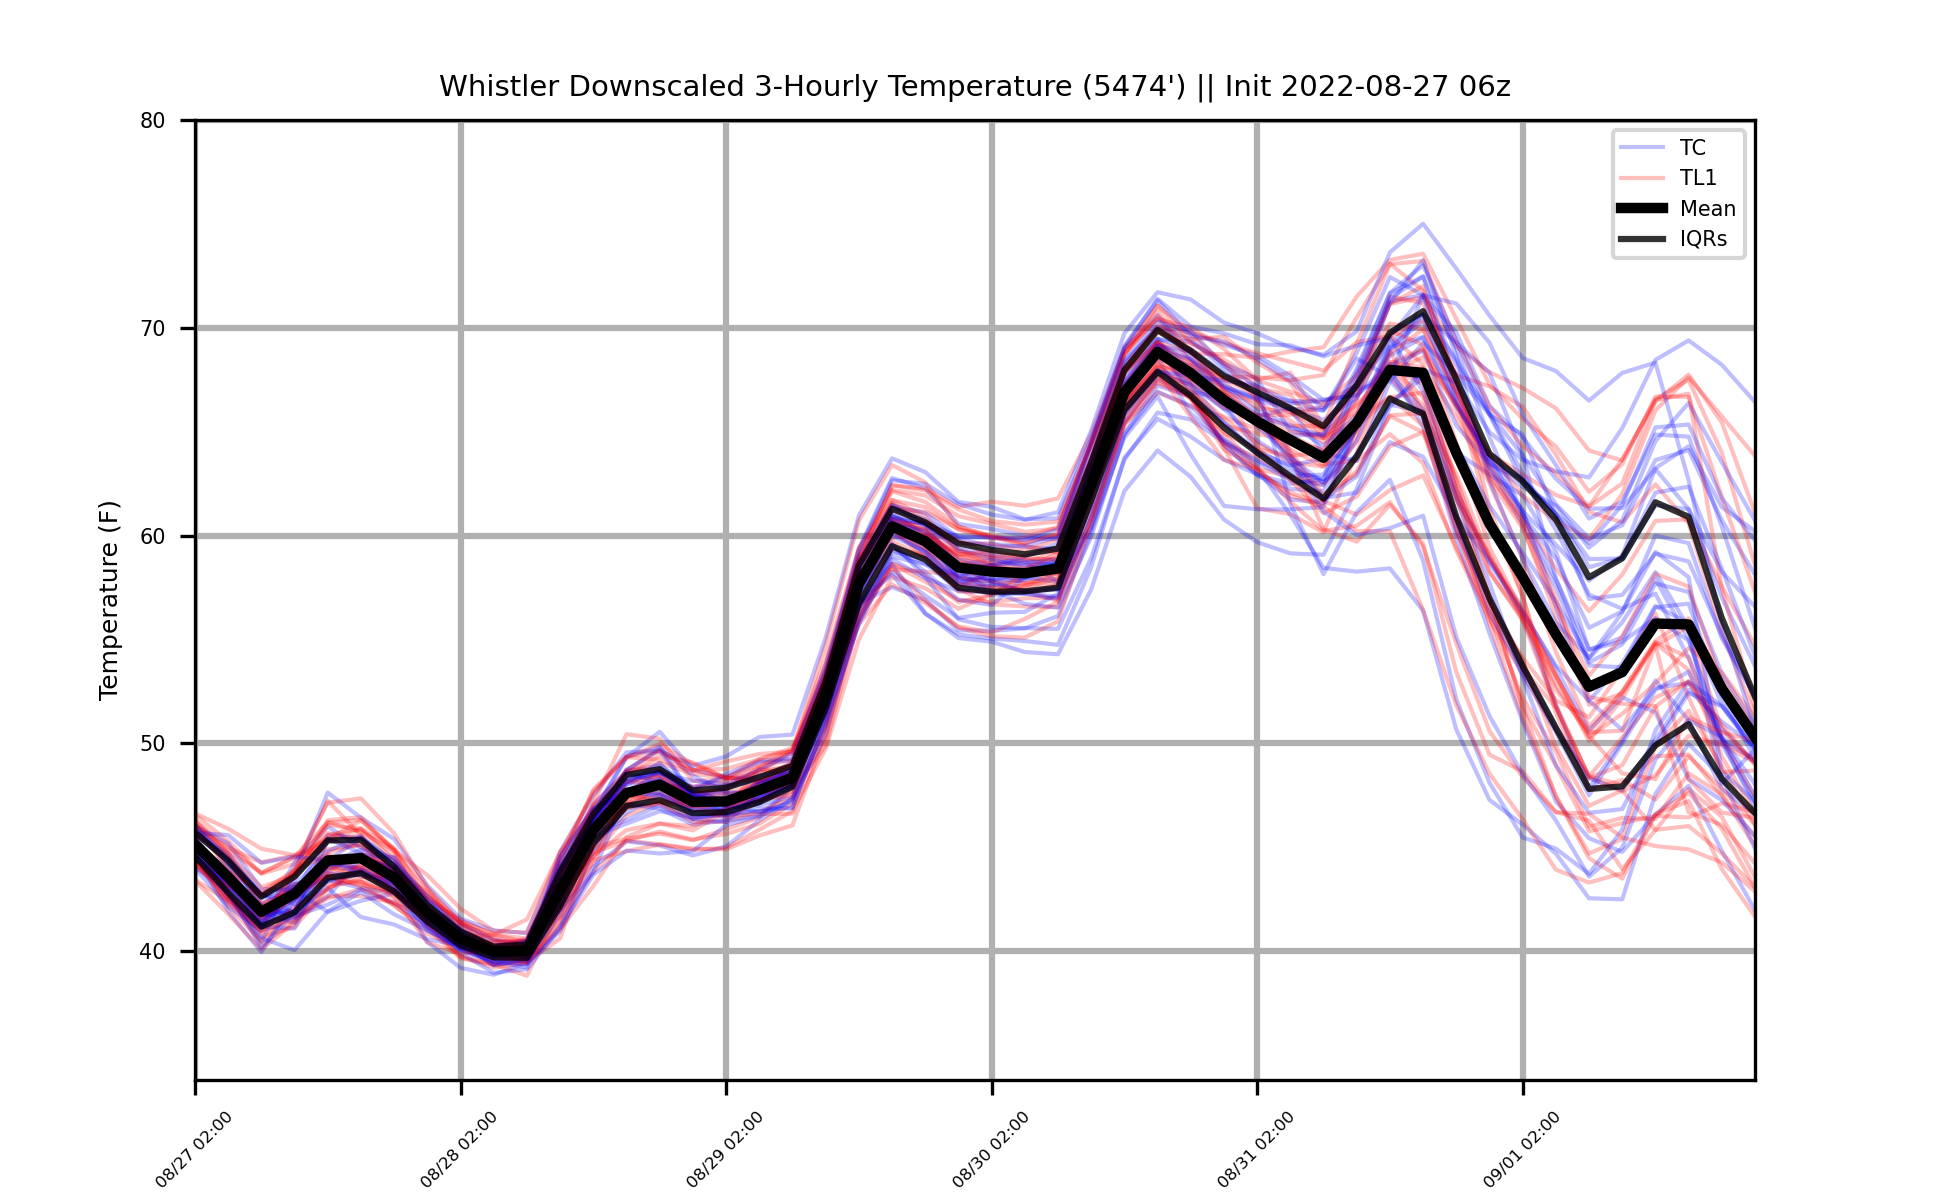 Whistler Downscaled 3-Hourly Temperature (5474') || Init 2022-08-27 06z
TC
TL1
Mean
IQRs
Temperature (F)
80
70
60
50
40
08/27 02:00
08/28 02:00
08/29 02:00
08/30 02:00
08/31 02:00
09/01 02:00